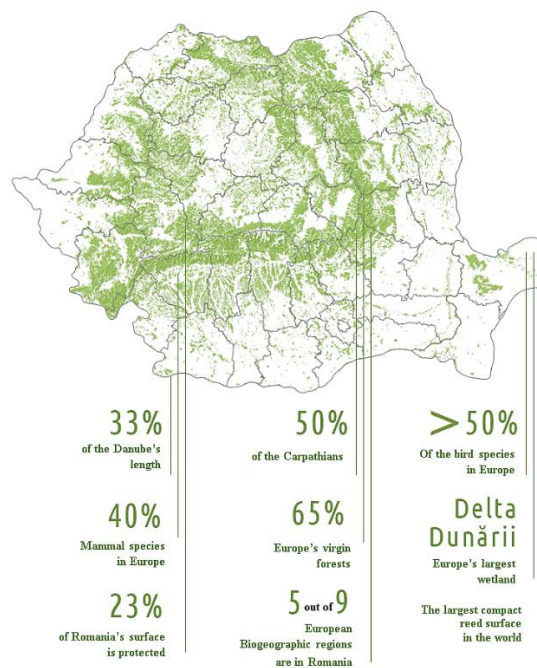 33%
of the Danube's
length
50%
of the Carpathians
> 50%
Of the bird species
in Europe
40%
Mammal species
in Europe
65%
Europe's virgin
forests
Delta
Dunării
Europe's largest
wetland
23%
of Romania's surface
is protected
5 out of 9
European
Biogeographic regions
are in Romania
The largest compact
reed surface
in the world